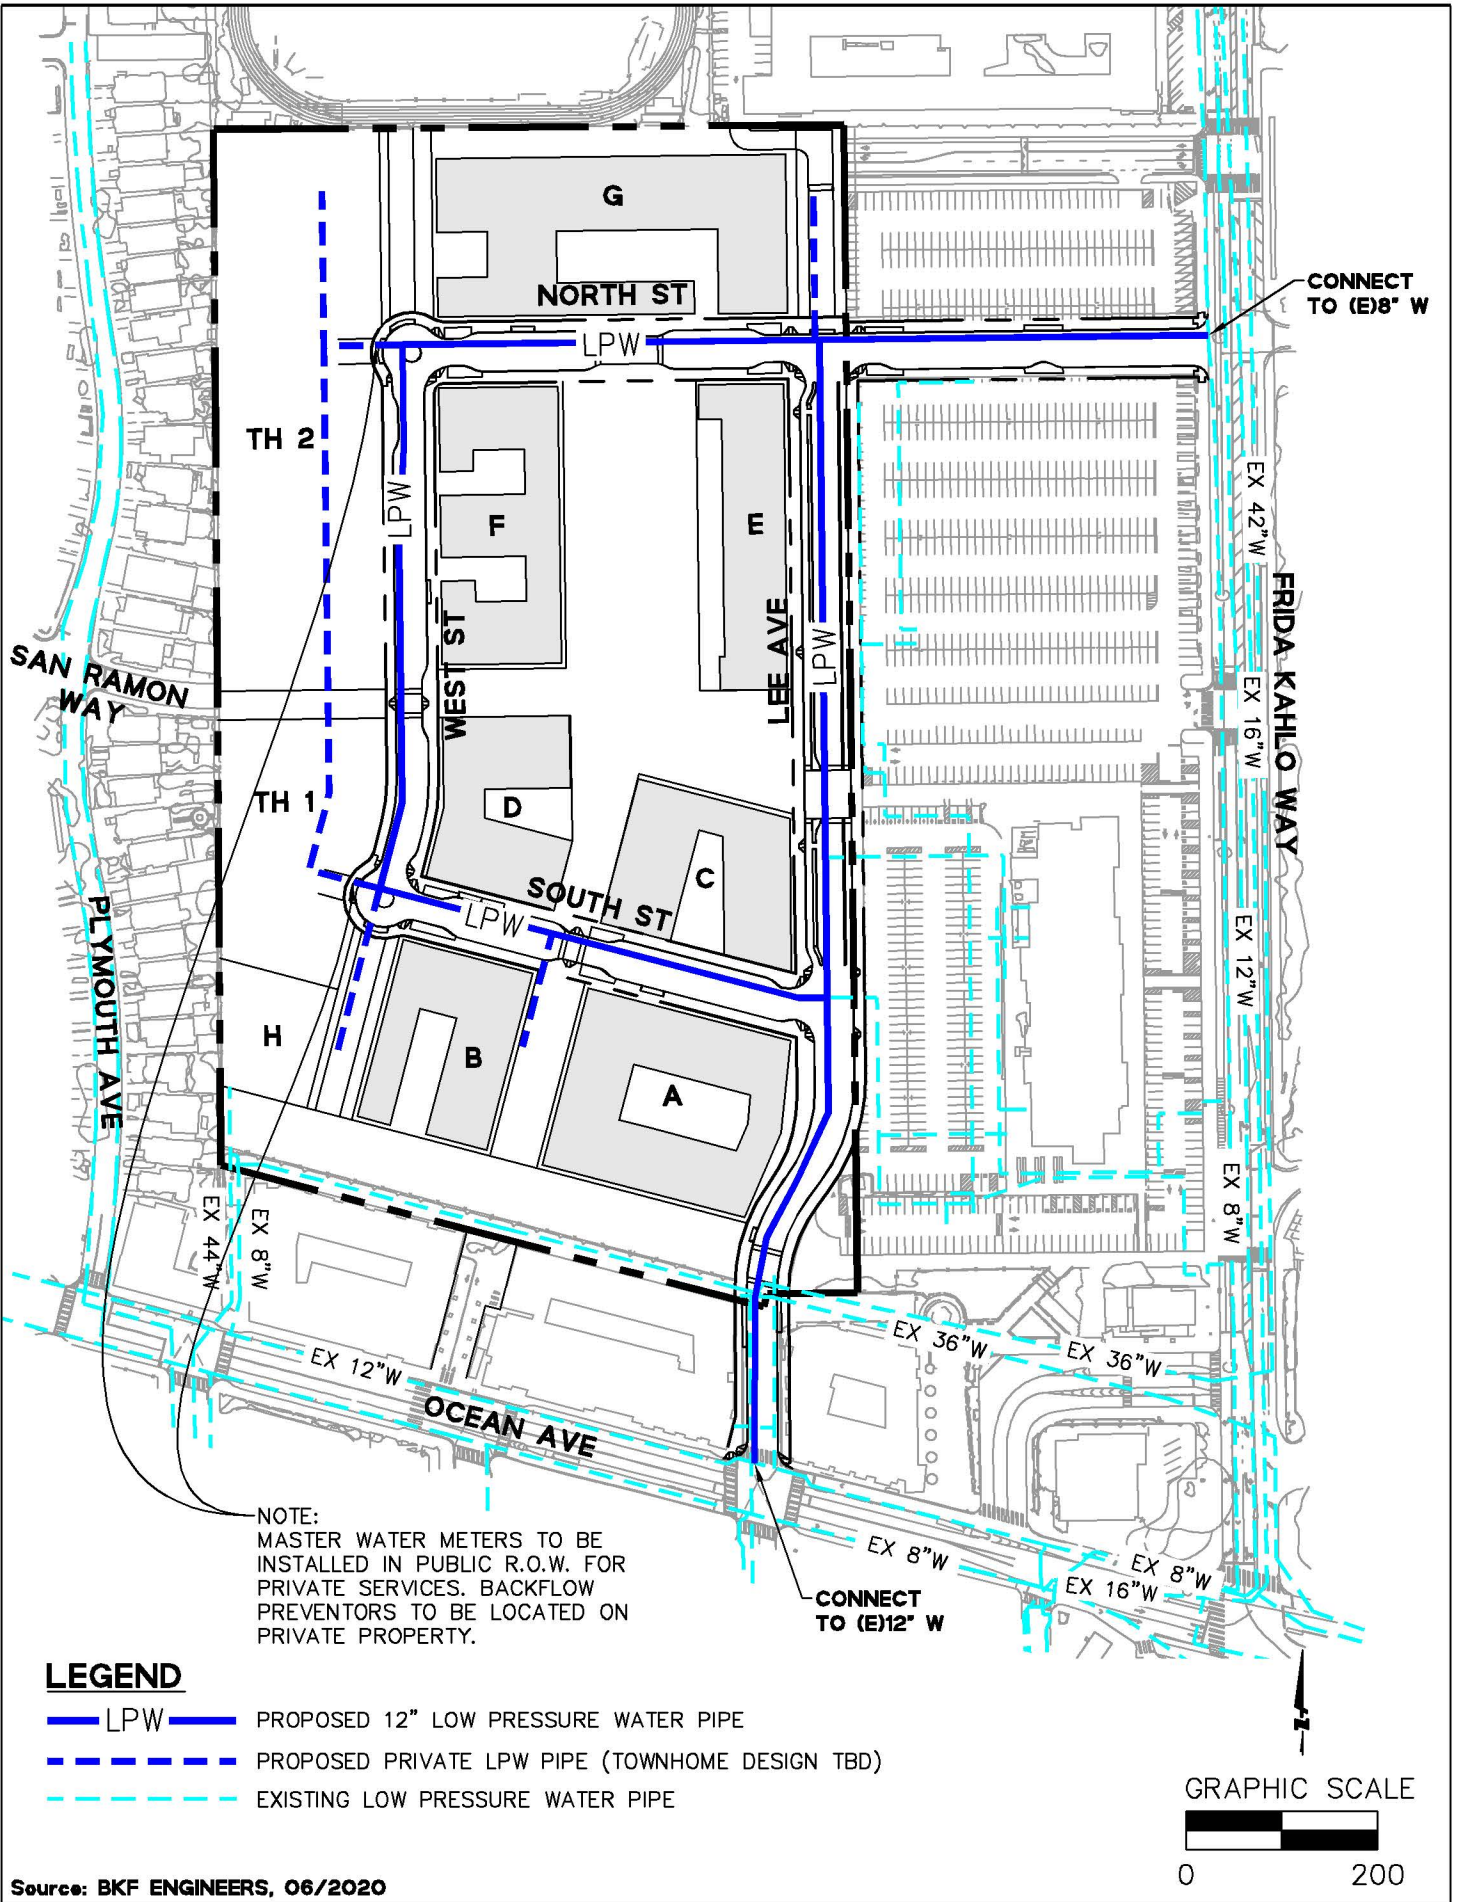 G
NORTH ST
LPW
CONNECT
TO (E)8" W
TH 2
LPW
F
E
EX 42"W
FRIDA KAHLO WAY
SAN RAMON
WAY
WEST ST
LEE AVE
LPW
EX 16"W
TH 1
D
C
SOUTH ST
LPW
PLYMOUTH AVE
EX 12"W
H
B
A
EX 44"W
EX 8"W
EX 8"W
EX 36"W
EX 36"W
EX 12"W
OCEAN AVE
NOTE:
MASTER WATER METERS TO BE
INSTALLED IN PUBLIC R.O.W. FOR
PRIVATE SERVICES. BACKFLOW
PREVENTORS TO BE LOCATED ON
PRIVATE PROPERTY.
EX 8"W
EX 8"W
EX 16"W
CONNECT
TO (E)12" W
LEGEND
LPW PROPOSED 12" LOW PRESSURE WATER PIPE
PROPOSED PRIVATE LPW PIPE (TOWNHOME DESIGN TBD)
EXISTING LOW PRESSURE WATER PIPE
Z
GRAPHIC SCALE
0 200
Source: BKF ENGINEERS, 06/2020